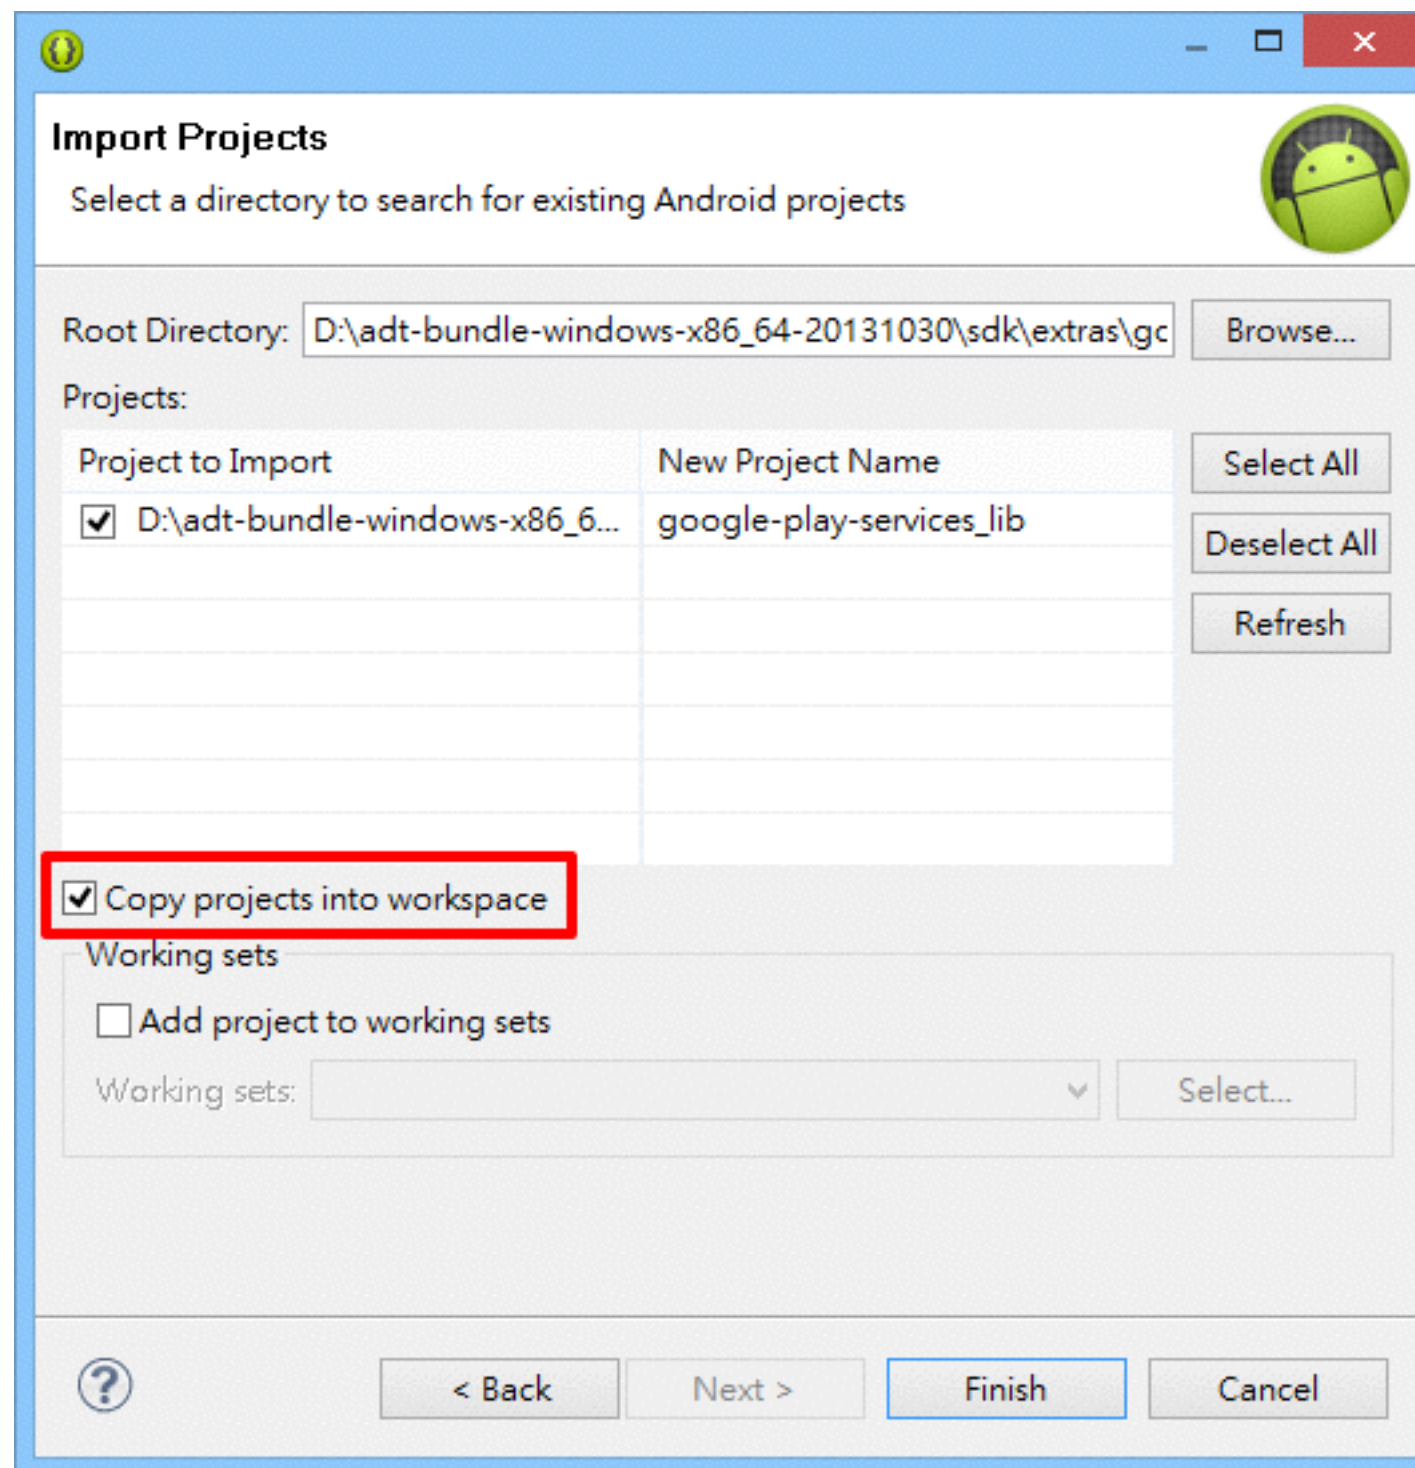 Import Projects
Select a directory to search for existing Android projects
Root Directory: D:\adt-bundle-windows-x86_64-20131030\sdk\extras\gc Browse...
Projects:
Project to Import New Project Name Select All
D:\adt-bundle-windows-x86_6... google-play-services_lib
Deselect All
Refresh
Copy projects into workspace
Working sets
Add project to working sets
Working sets: Select...
? < Back Next > Finish Cancel